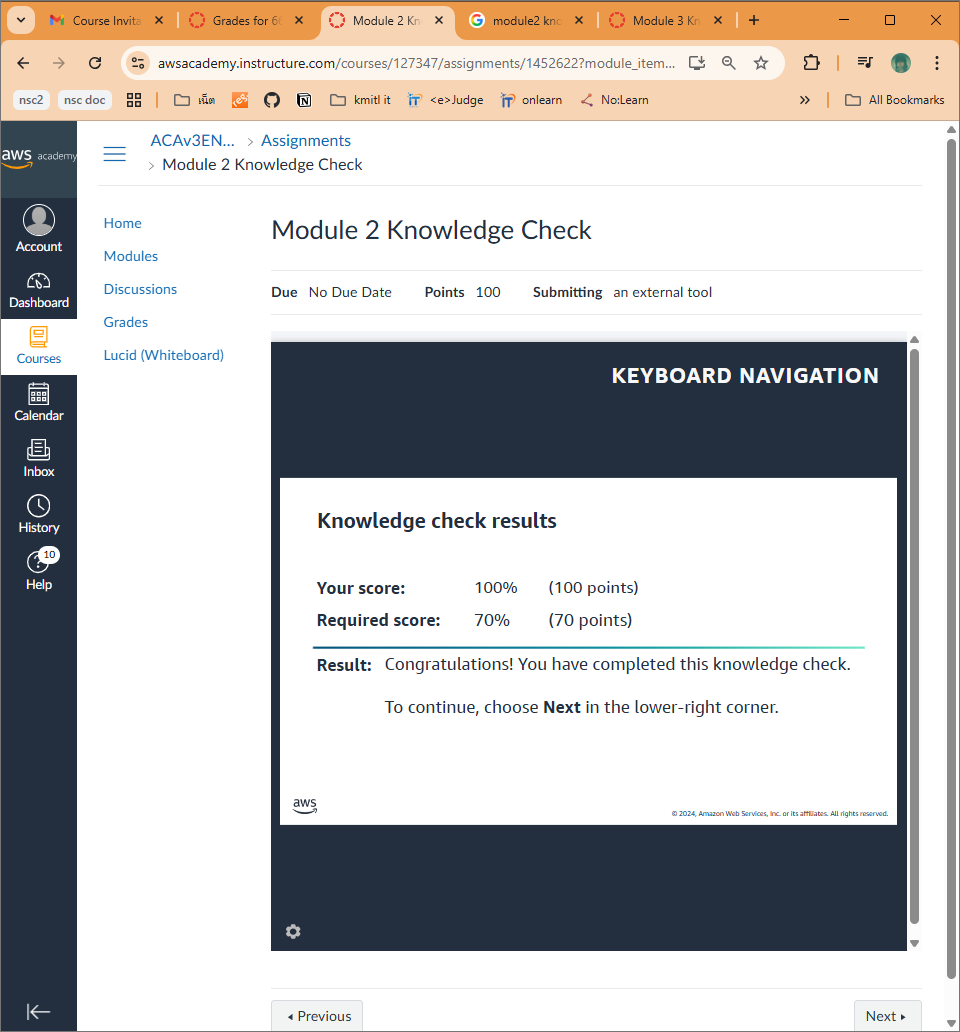 Course Invita
Grades for 66
Module 2 Kn
module2 kno
Module 3 Kn
awsacademy.instructure.com/courses/127347/assignments/1452622?module_item...
nsc2
nsc doc
เน็ต
kmitl it
<e>Judge
onlearn
No:Learn
»
All Bookmarks
aws academy
ACAv3EN... > Assignments
> Module 2 Knowledge Check
Account
Dashboard
Courses
Calendar
Inbox
History
10
Help
Home
Modules
Discussions
Grades
Lucid (Whiteboard)
Module 2 Knowledge Check
Due No Due Date Points 100 Submitting an external tool
KEYBOARD NAVIGATION
Knowledge check results
Your score: 100% (100 points)
Required score: 70% (70 points)
Result: Congratulations! You have completed this knowledge check.
To continue, choose Next in the lower-right corner.
aws
© 2024, Amazon Web Services, Inc. or its affiliates. All rights reserved.
Previous
Next